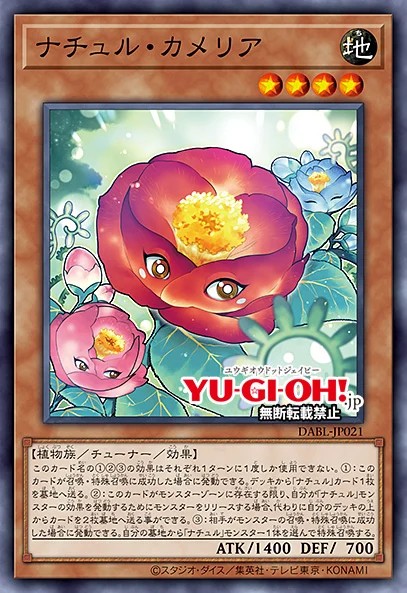 ナチュル・カメリア
地
ユウギオウドットジェイピー
YU-GI-OH!.jp
無断転載禁止
DABL-JP021
【植物族／チューナー／効果】
このカード名の①②③の効果はそれぞれ1ターンに1度しか使用できない。①：このカ
ードが召喚・特殊召喚に成功した場合に発動できる。デッキから「ナチュル」カード1枚
を墓地へ送る。②：このカードがモンスターゾーンに存在する限り、自分が「ナチュル」モン
スターの効果を発動するためにモンスターをリリースする場合、代わりに自分のデッキの上
からカードを2枚墓地へ送る事ができる。③：相手がモンスターの召喚・特殊召喚に成功
した場合に発動できる。自分の墓地から「ナチュル」モンスター1体を選んで特殊召喚する
ATK/1400 DEF/ 700
©スタジオ・ダイス／集英社・テレビ東京・KONAMI